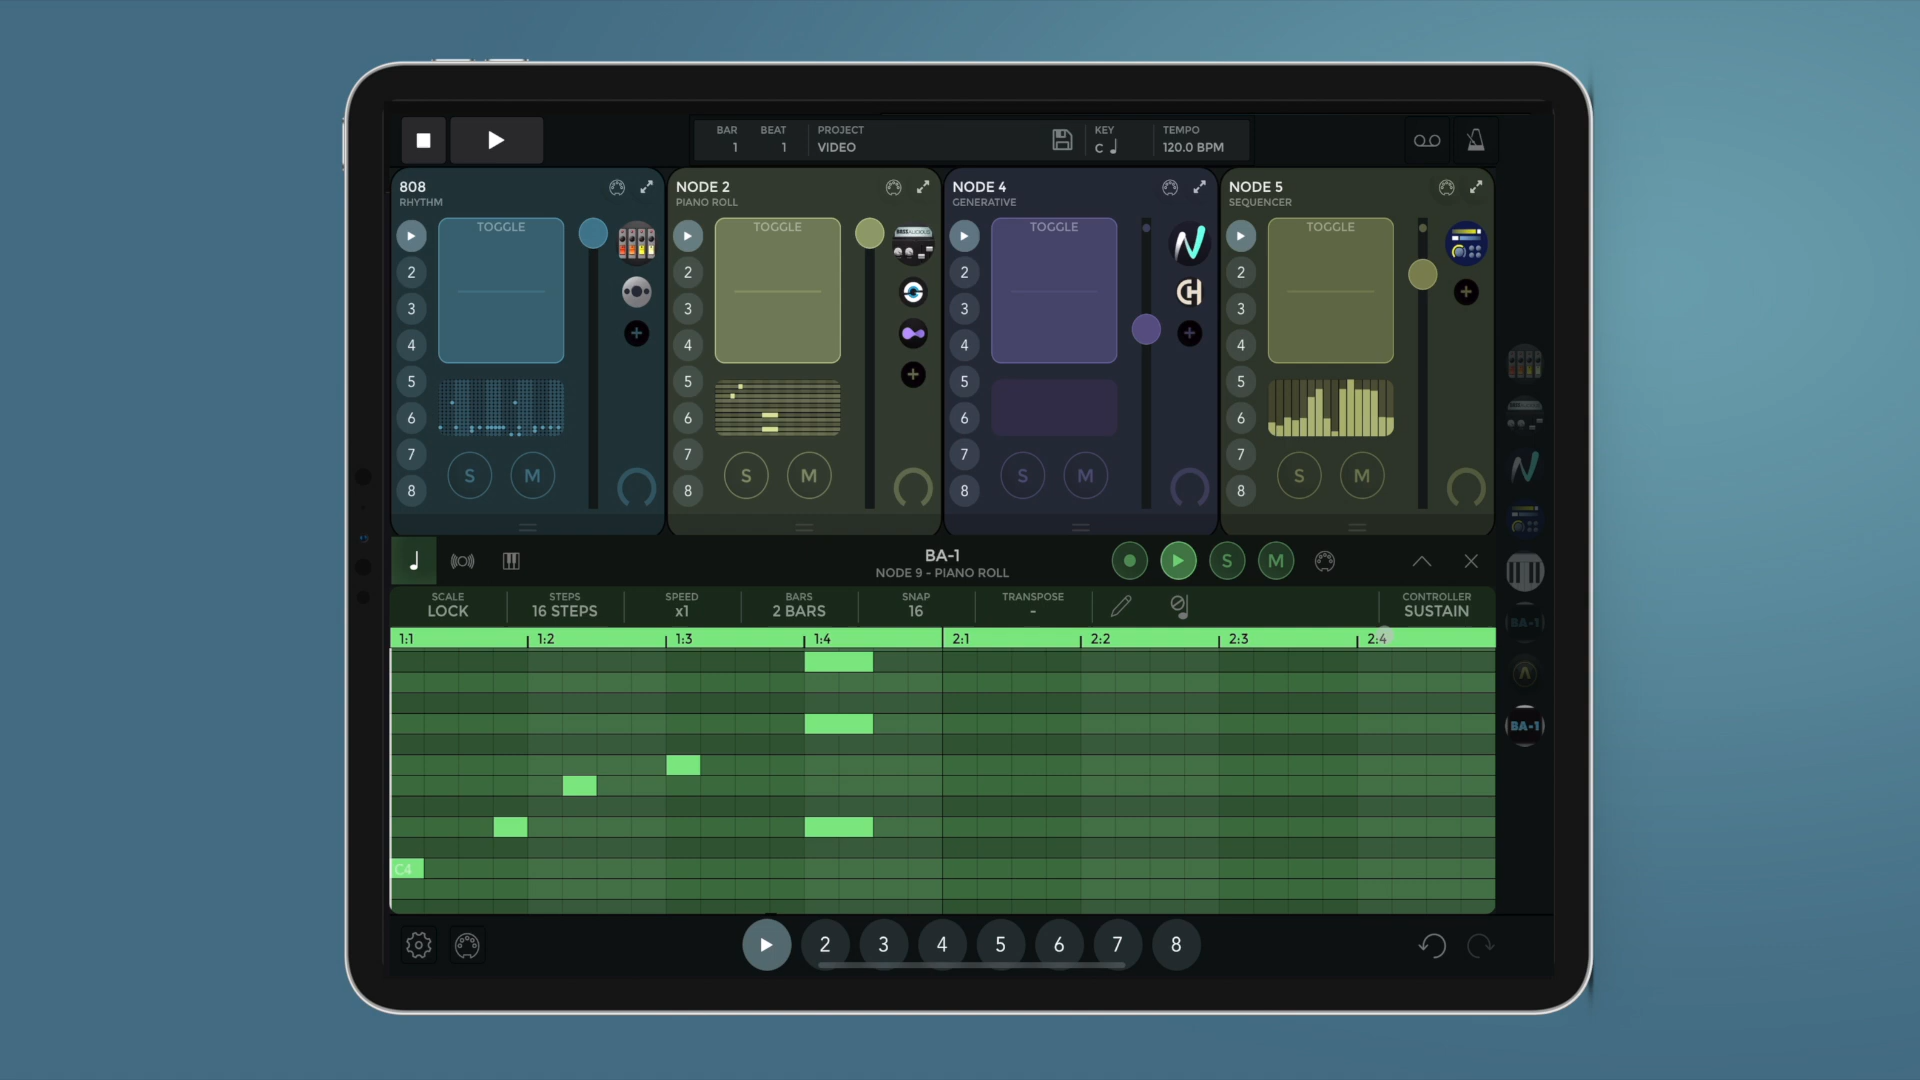 BAR BEAT PROJECT KEY TEMPO
1 1 VIDEO C 120.0 BPM
808
RHYTHM
TOGGLE
2
3
4
5
6
7
8
S M
NODE 2
PIANO ROLL
TOGGLE
BASSALICIOUS
2
3
4
5
6
7
8
S M
NODE 4
GENERATIVE
TOGGLE
2
3
4
5
6
7
8
S M
NODE 5
SEQUENCER
TOGGLE
2
3
4
5
6
7
8
S M
BA-1
NODE 9 - PIANO ROLL
S M
SCALE STEPS SPEED BARS SNAP TRANSPOSE CONTROLLER
LOCK 16 STEPS x1 2 BARS 16 - SUSTAIN
1:1 1:2 1:3 1:4 2:1 2:2 2:3 2:4
C4
BA-1
BA-1
2 3 4 5 6 7 8